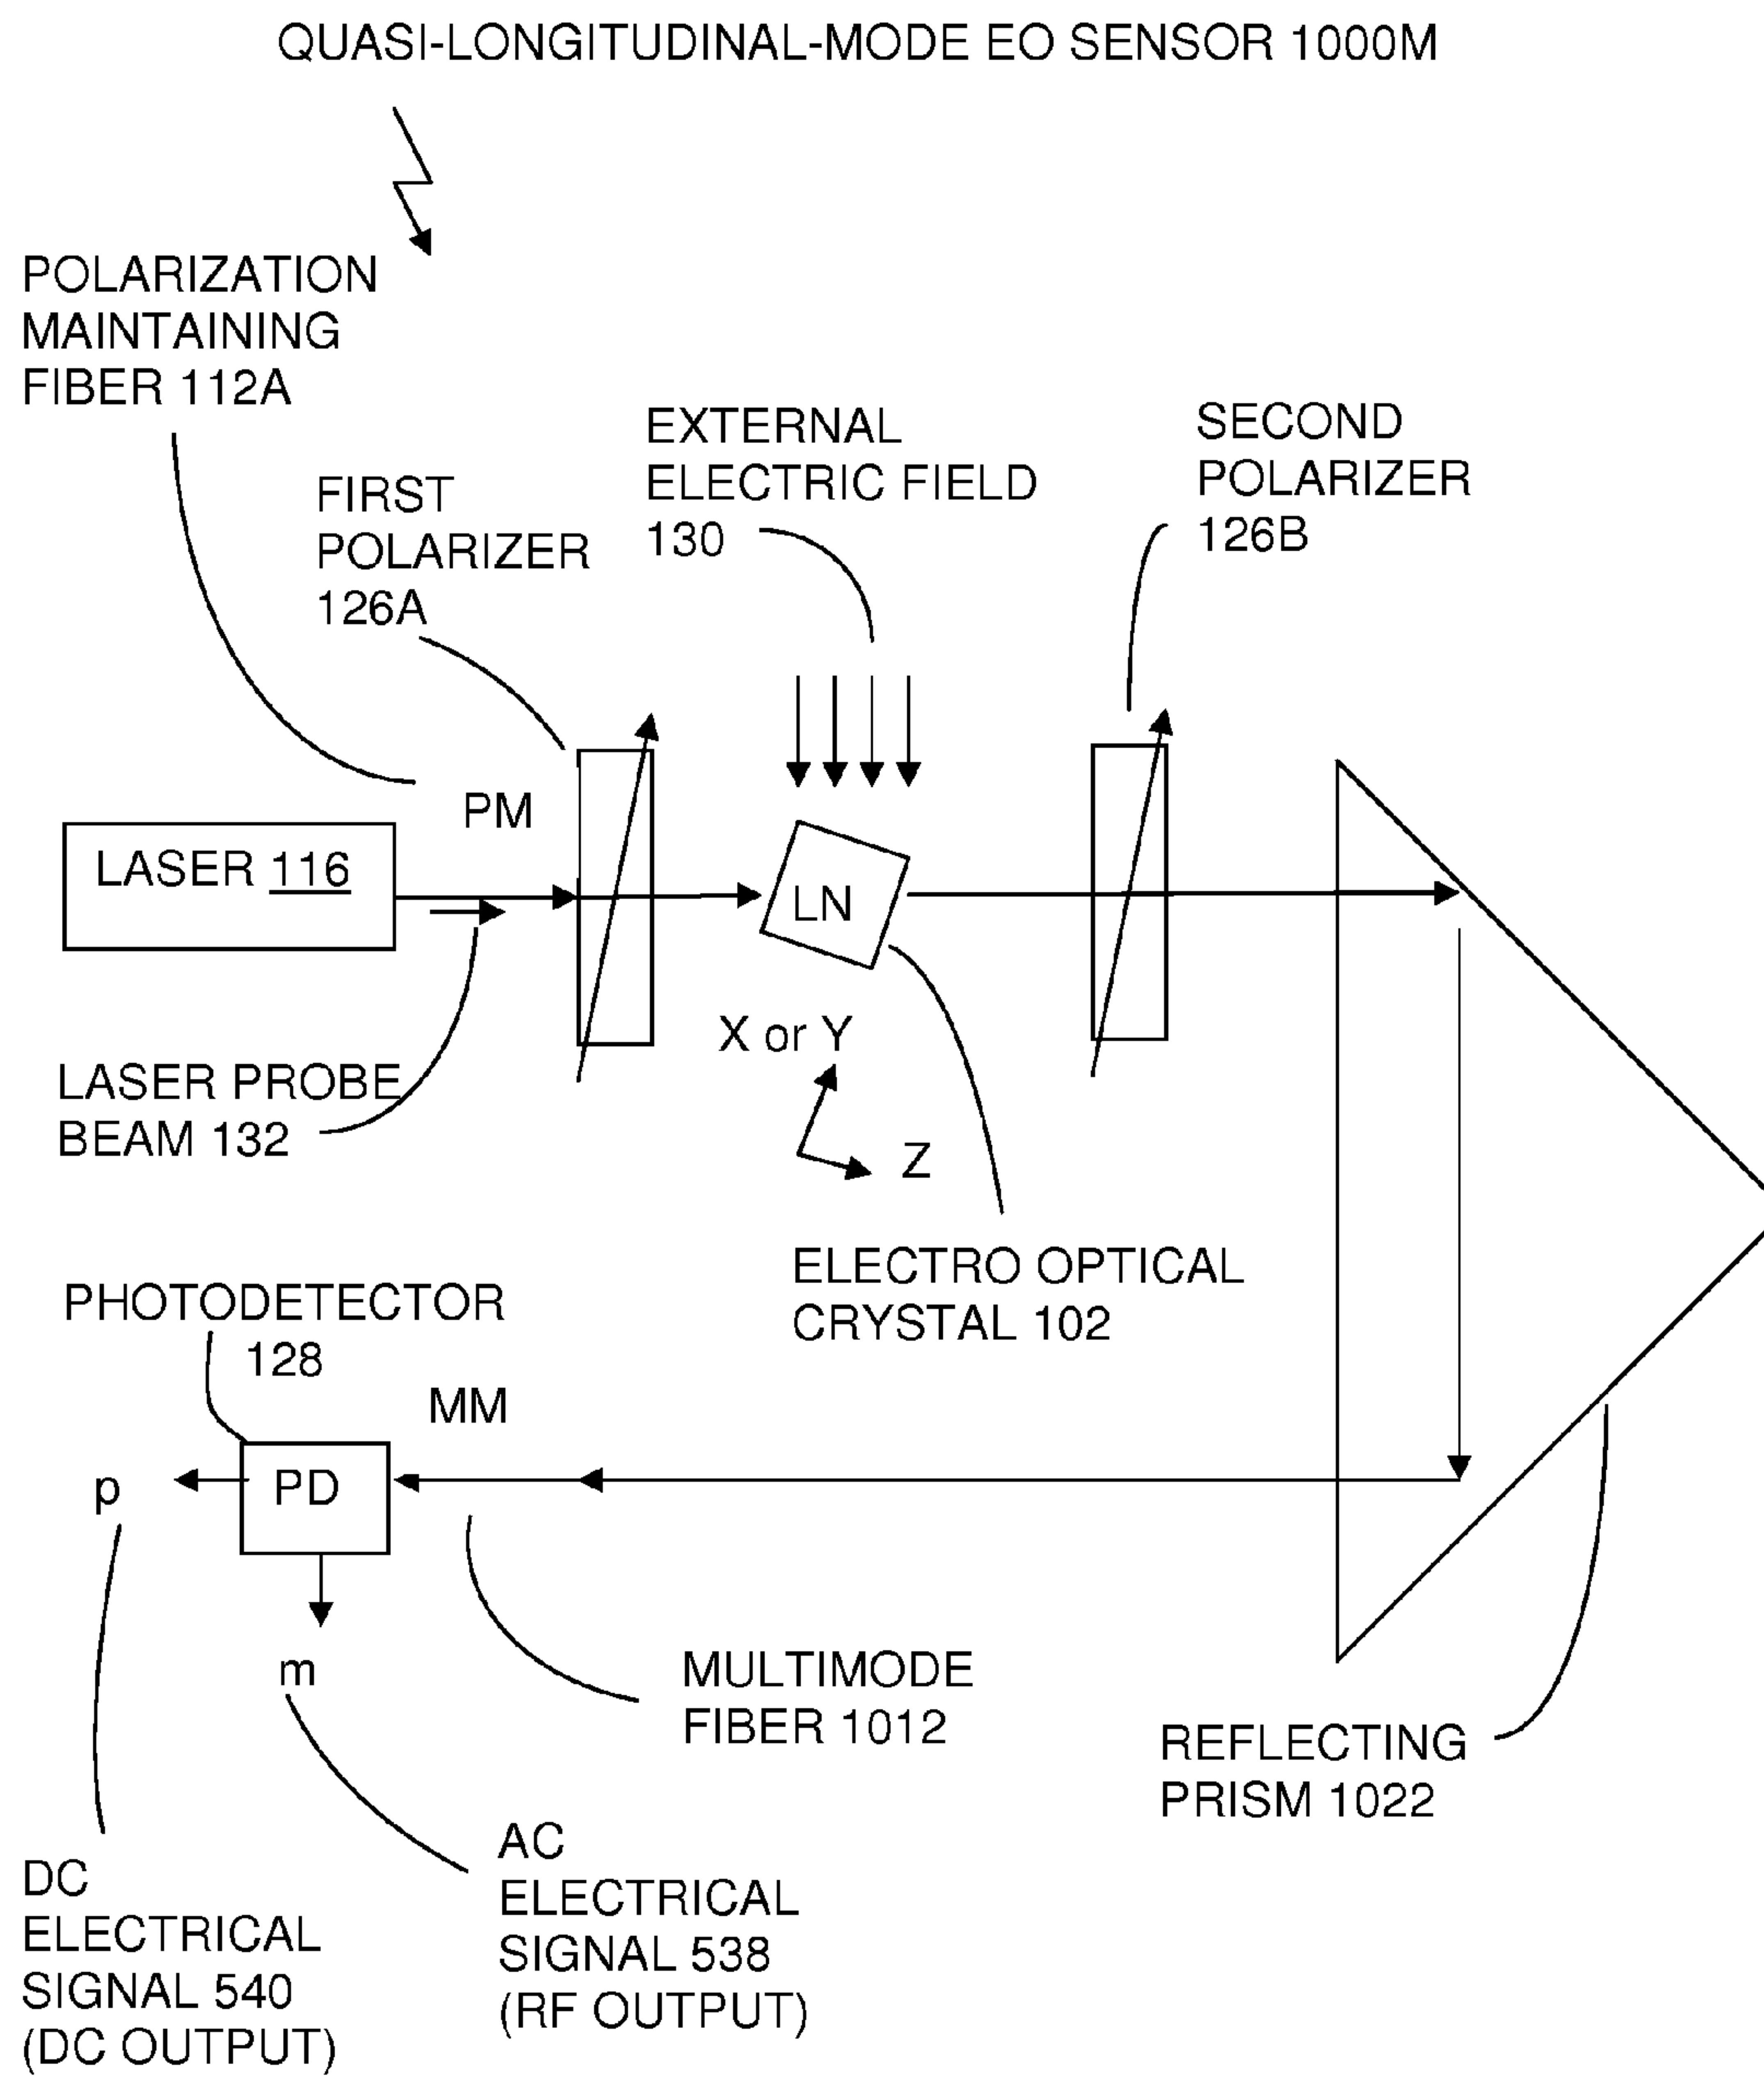 QUASI-LONGITUDINAL-MODE EO SENSOR 1000M
POLARIZATION
MAINTAINING
FIBER 112A
FIRST
POLARIZER
126A
EXTERNAL
ELECTRIC FIELD
130
SECOND
POLARIZER
126B
PM
LASER 116
LN
X or Y
Z
LASER PROBE
BEAM 132
ELECTRO OPTICAL
CRYSTAL 102
PHOTODETECTOR
128
MM
p
PD
m
MULTIMODE
FIBER 1012
REFLECTING
PRISM 1022
DC
ELECTRICAL
SIGNAL 540
(DC OUTPUT)
AC
ELECTRICAL
SIGNAL 538
(RF OUTPUT)